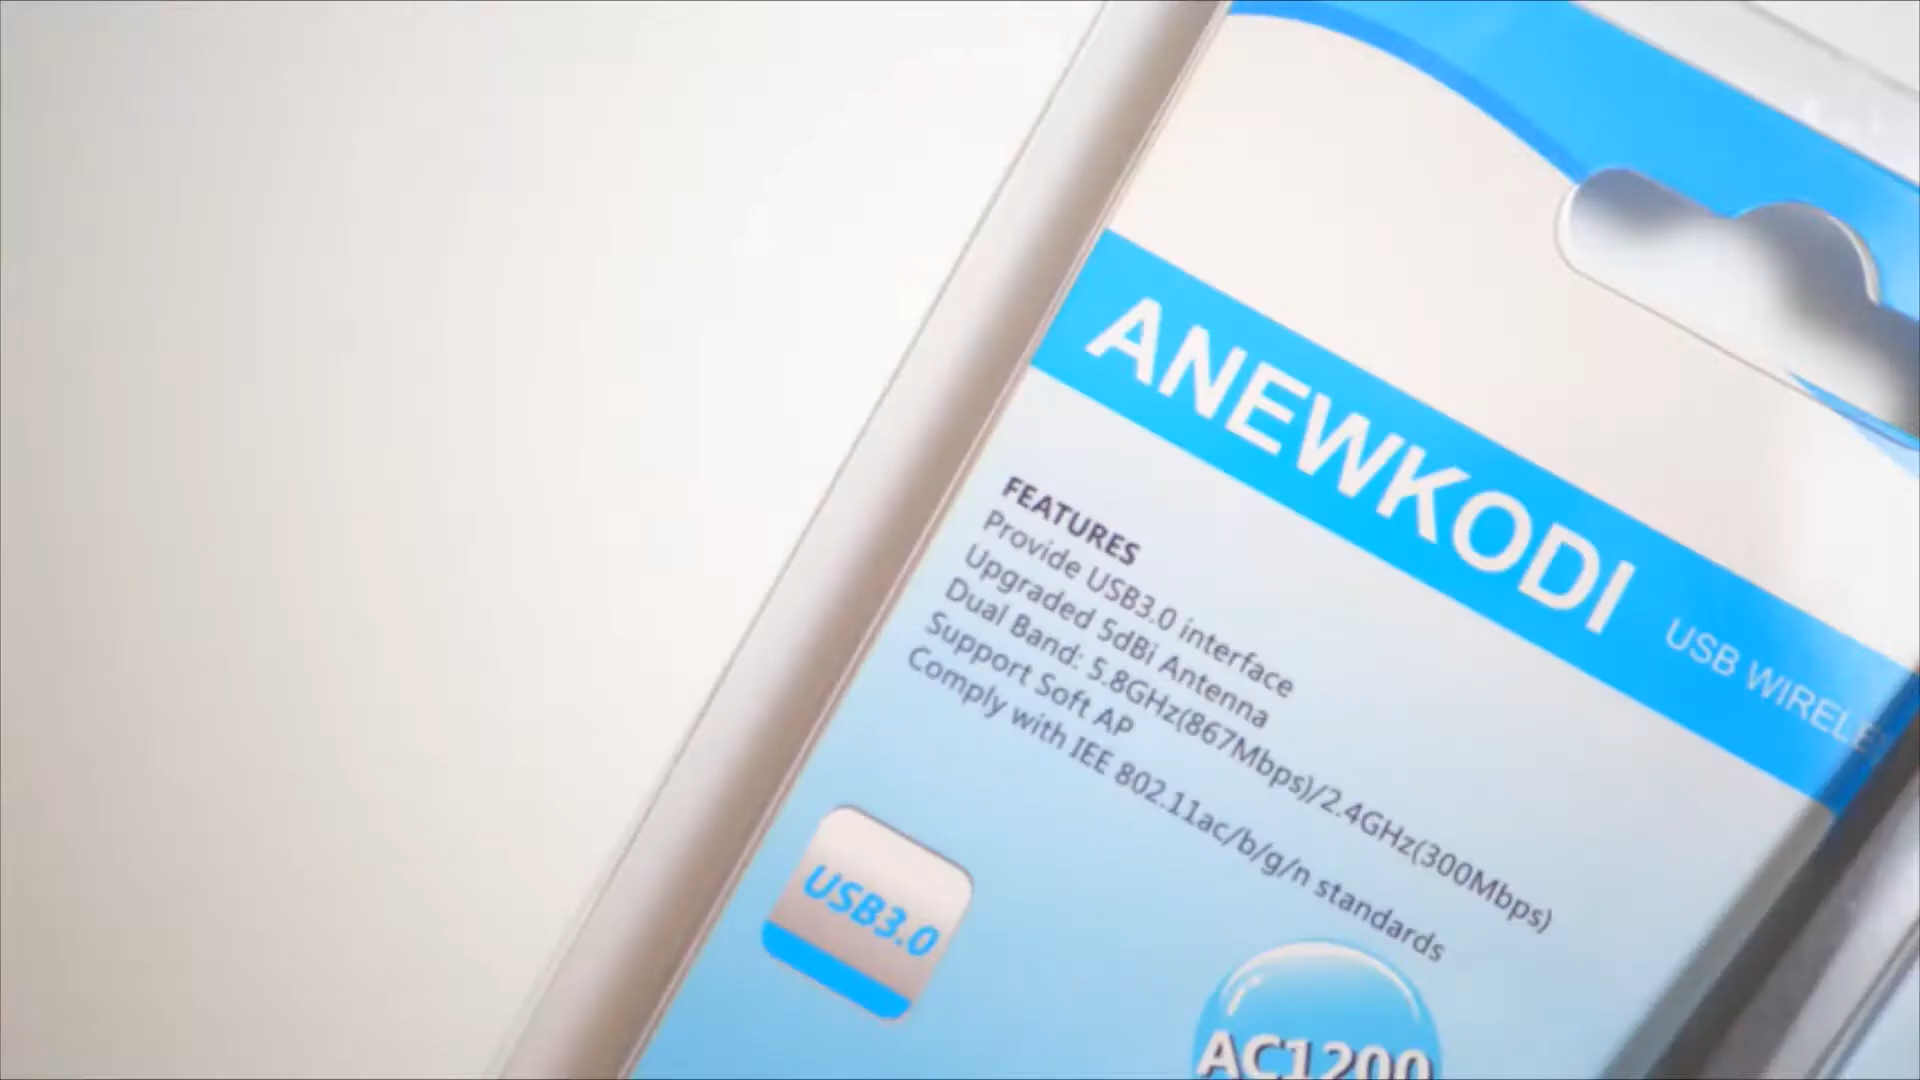 ANEWKODI USB WIRELE
FEATURES
Provide USB3.0 interface
Upgraded 5dBi Antenna
Dual Band: 5.8GHz(867Mbps)/2.4GHz(300Mbps)
Support Soft AP
Comply with IEE 802.11ac/b/g/n standards
USB3.0
AC1200